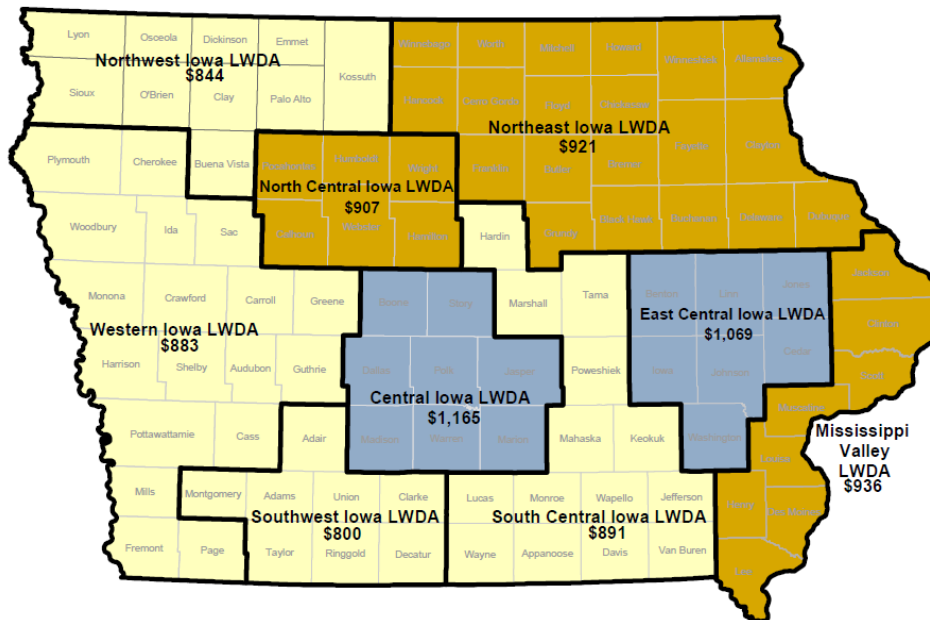 Lyon Osceola Dickinson Emmet Winnebago Worth Mitchell Howard Winneshiek Allamakee
Northwest Iowa LWDA
$844
Kossuth
Sioux O'Brien Clay Palo Alto Hancock Cerro Gordo Floyd Chickasaw
Northeast Iowa LWDA
$921
Plymouth Cherokee Buena Vista Pocahontas Humboldt Wright Franklin Butler Bremer Fayette Clayton
North Central Iowa LWDA
$907
Woodbury Ida Sac Calhoun Webster Hamilton Hardin Grundy Black Hawk Buchanan Delaware Dubuque
Monona Crawford Carroll Greene Boone Story Marshall Tama Benton Linn Jones Jackson
Western Iowa LWDA
$883
East Central Iowa LWDA
$1,069
Clinton
Cedar
Harrison Shelby Audubon Guthrie Dallas Polk Jasper Poweshiek Iowa Johnson Scott
Central Iowa LWDA
$1,165
Muscatine
Pottawattamie Cass Adair Madison Warren Marion Mahaska Keokuk Washington
Mississippi
Valley
LWDA
$936
Louisa
Mills Montgomery Adams Union Clarke Lucas Monroe Wapello Jefferson Henry Des Moines
Southwest Iowa LWDA
$800
South Central Iowa LWDA
$891
Fremont Page Taylor Ringgold Decatur Wayne Appanoose Davis Van Buren Lee